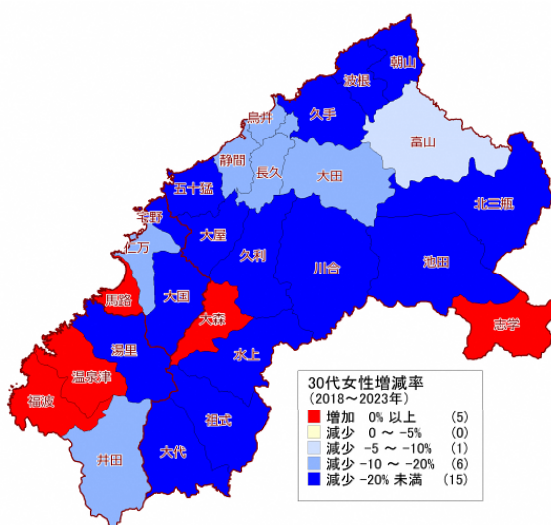 朝山
波根
久手
鳥井
富山
静間
長久
大田
五十猛
北三瓶
宅野
仁万
大屋
久利
川合
池田
馬路
大国
大森
志学
湯里
水上
温泉津
福波
祖式
大代
井田
30代女性増減率
(2018～2023年)
増加 0% 以上 (5)
減少 0 ～ -5% (0)
減少 -5 ～ -10% (1)
減少 -10 ～ -20% (6)
減少 -20% 未満 (15)